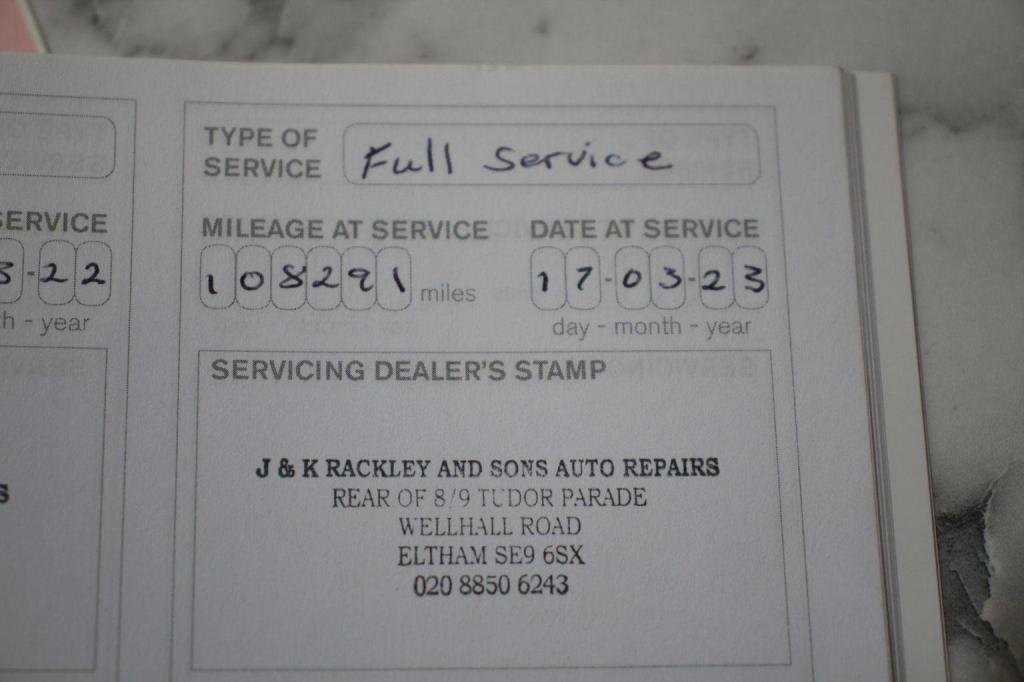 TYPE OF SERVICE Full Service
SERVICE
MILEAGE AT SERVICE DATE AT SERVICE
3-22
108291 miles 17-03-23
- year
day - month - year
SERVICING DEALER'S STAMP
J & K RACKLEY AND SONS AUTO REPAIRS
REAR OF 8/9 TUDOR PARADE
WELLHALL ROAD
ELTHAM SE9 6SX
020 8850 6243